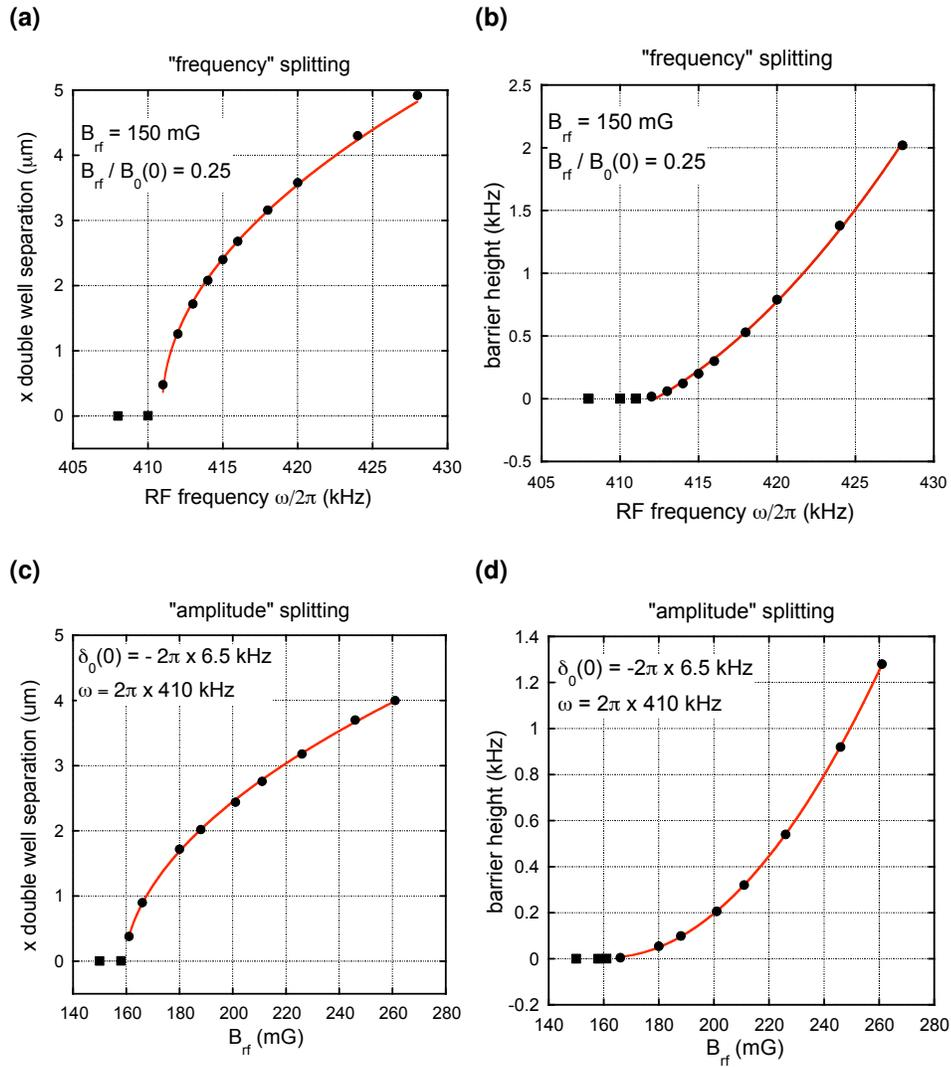 (a)
"frequency" splitting
B_rf = 150 mG
B_rf / B_0(0) = 0.25
x double well separation (μm)
5
4
3
2
1
0
405 410 415 420 425 430
RF frequency ω/2π (kHz)
(b)
"frequency" splitting
B_rf = 150 mG
B_rf / B_0(0) = 0.25
barrier height (kHz)
2.5
2
1.5
1
0.5
0
-0.5
405 410 415 420 425 430
RF frequency ω/2π (kHz)
(c)
"amplitude" splitting
δ_0(0) = - 2π x 6.5 kHz
ω = 2π x 410 kHz
x double well separation (um)
5
4
3
2
1
0
140 160 180 200 220 240 260 280
B_rf (mG)
(d)
"amplitude" splitting
δ_0(0) = -2π x 6.5 kHz
ω = 2π x 410 kHz
barrier height (kHz)
1.4
1.2
1
0.8
0.6
0.4
0.2
0
-0.2
140 160 180 200 220 240 260 280
B_rf (mG)